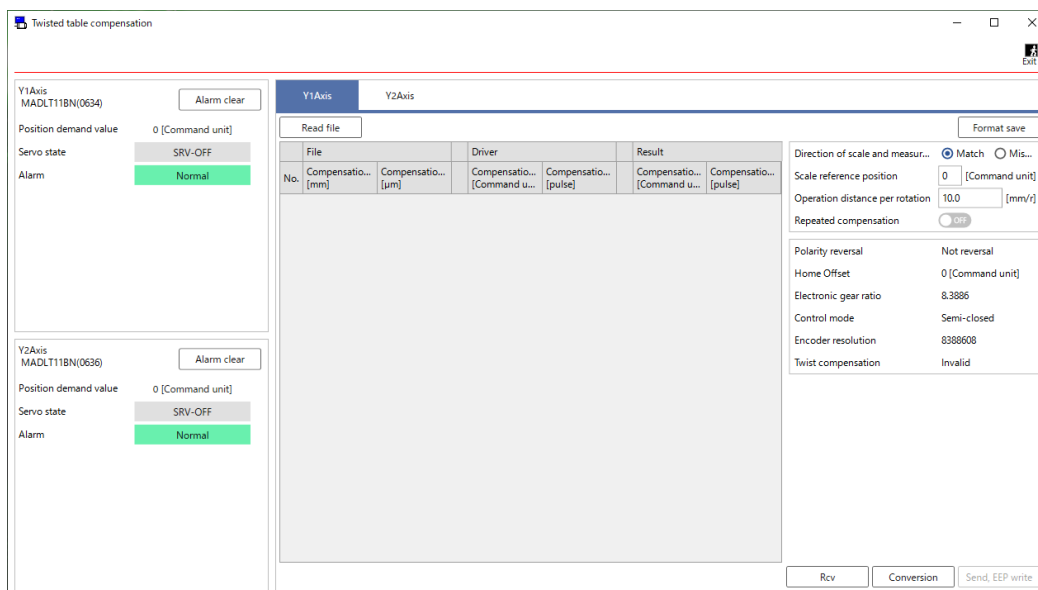 Twisted table compensation
Exit
Y1Axis
MADLT11BN(0634)
Alarm clear
Position demand value 0 [Command unit]
Servo state SRV-OFF
Alarm Normal
Y2Axis
MADLT11BN(0636)
Alarm clear
Position demand value 0 [Command unit]
Servo state SRV-OFF
Alarm Normal
Y1Axis Y2Axis
Read file Format save
File Driver Result
No. Compensatio... [mm] Compensatio... [µm] Compensatio... [Command u... Compensatio... [pulse] Compensatio... [Command u... Compensatio... [pulse]
Direction of scale and measur... Match Mis...
Scale reference position 0 [Command unit]
Operation distance per rotation 10.0 [mm/r]
Repeated compensation OFF
Polarity reversal Not reversal
Home Offset 0 [Command unit]
Electronic gear ratio 8.3886
Control mode Semi-closed
Encoder resolution 8388608
Twist compensation Invalid
Rcv Conversion Send, EEP write